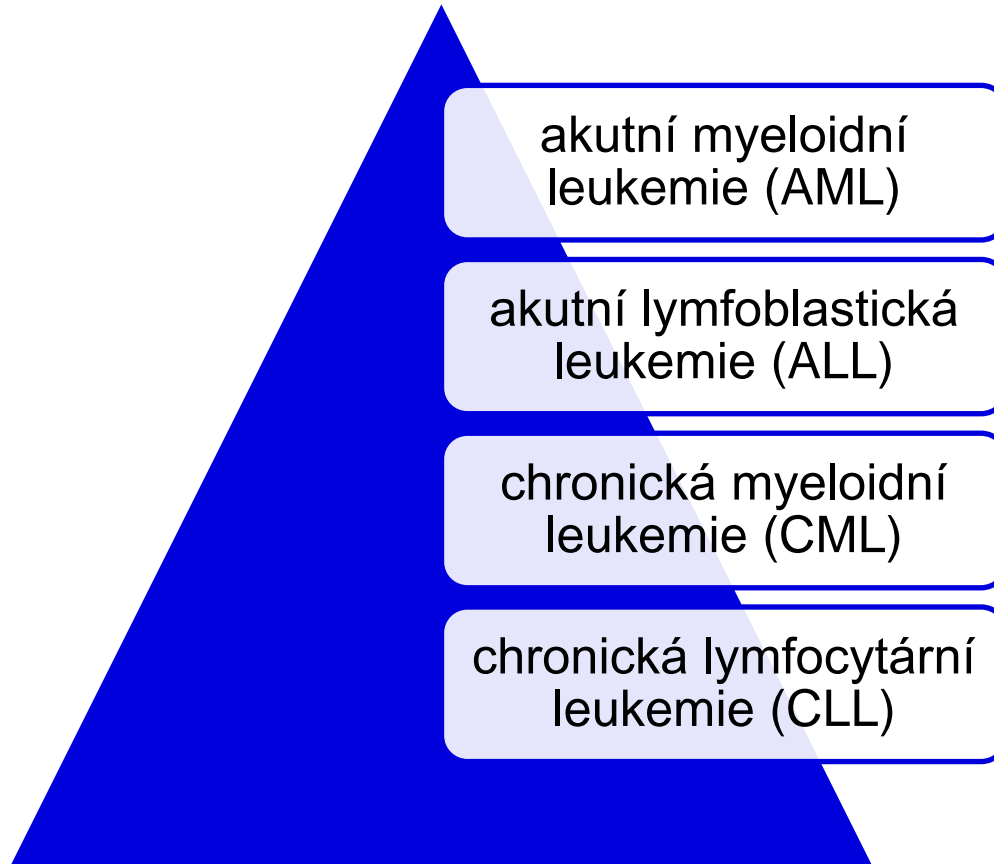 akutní myeloidní
leukemie (AML)
akutní lymfoblastická
leukemie (ALL)
chronická myeloidní
leukemie (CML)
chronická lymfocytární
leukemie (CLL)